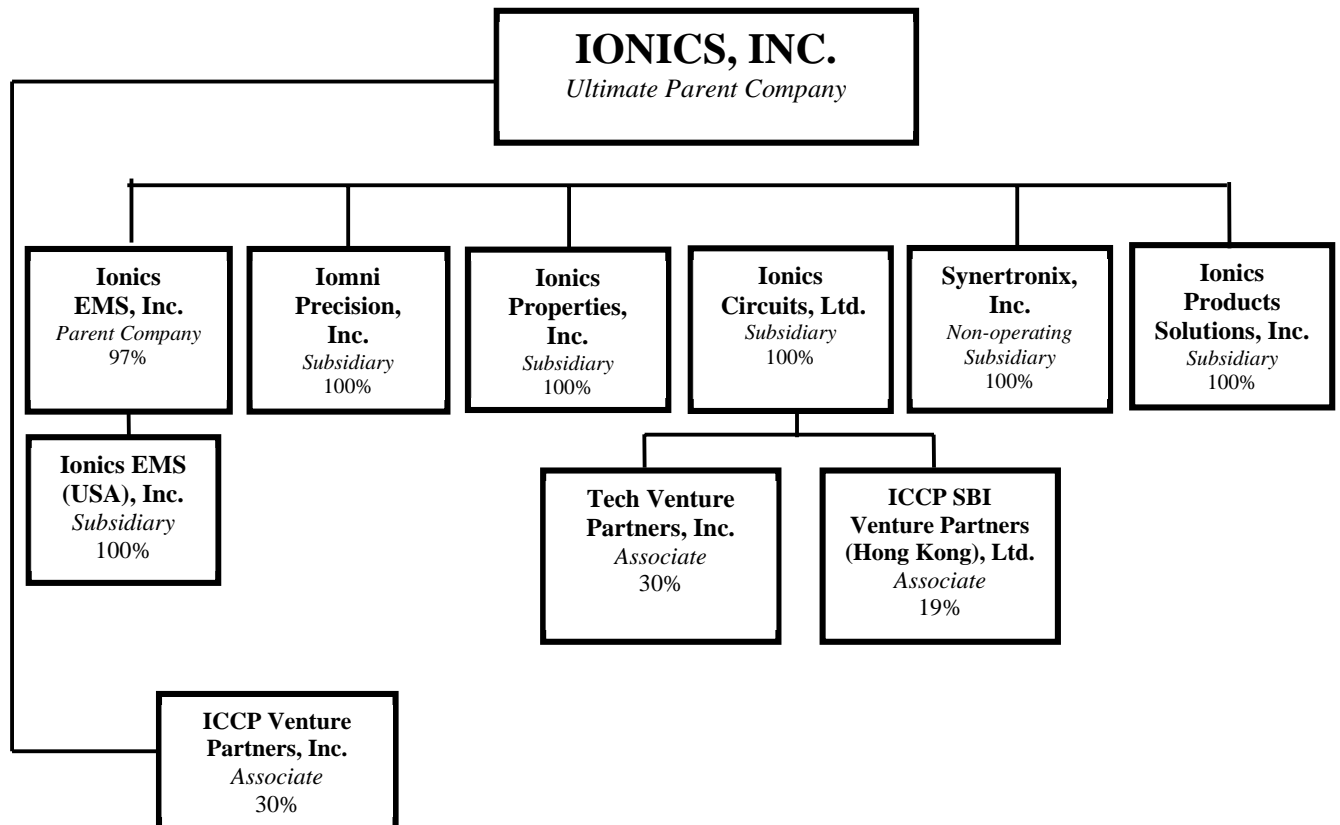 IONICS, INC.
Ultimate Parent Company
Ionics
EMS, Inc.
Parent Company
97%
Iomni
Precision,
Inc.
Subsidiary
100%
Ionics
Properties,
Inc.
Subsidiary
100%
Ionics
Circuits, Ltd.
Subsidiary
100%
Synertronix,
Inc.
Non-operating
Subsidiary
100%
Ionics
Products
Solutions, Inc.
Subsidiary
100%
Ionics EMS
(USA), Inc.
Subsidiary
100%
Tech Venture
Partners, Inc.
Associate
30%
ICCP SBI
Venture Partners
(Hong Kong), Ltd.
Associate
19%
ICCP Venture
Partners, Inc.
Associate
30%